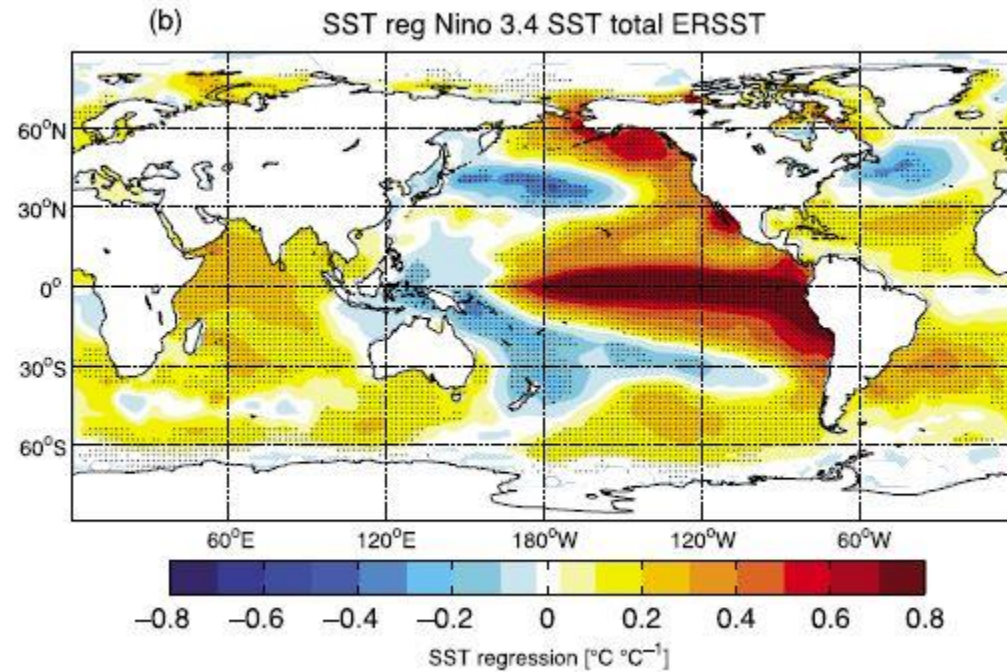 (b) SST reg Nino 3.4 SST total ERSST
60°N
30°N
0°
30°S
60°S
60°E 120°E 180°W 120°W 60°W
−0.8 −0.6 −0.4 −0.2 0 0.2 0.4 0.6 0.8
SST regression [°C °C⁻¹]